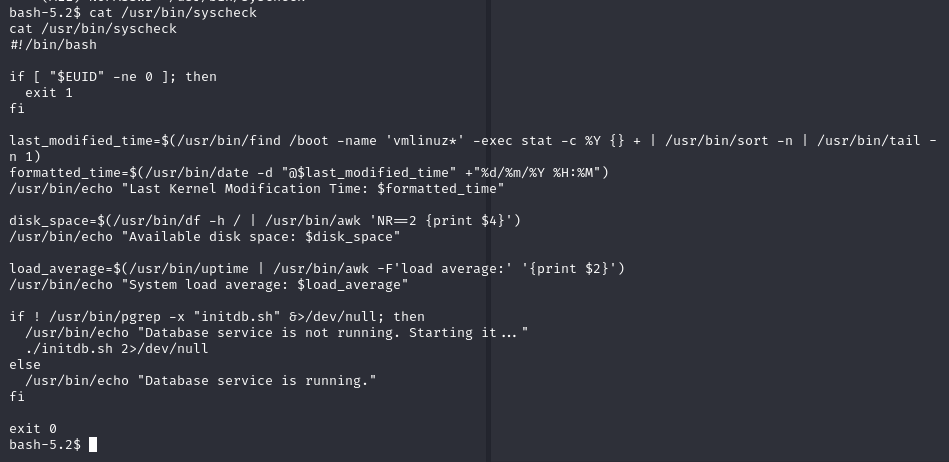 bash-5.2$ cat /usr/bin/syscheck
cat /usr/bin/syscheck
#!/bin/bash
if [ "$EUID" -ne 0 ]; then
  exit 1
fi
last_modified_time=$(/usr/bin/find /boot -name 'vmlinuz*' -exec stat -c %Y {} + | /usr/bin/sort -n | /usr/bin/tail -
n 1)
formatted_time=$(/usr/bin/date -d "@$last_modified_time" +"%d/%m/%Y %H:%M")
/usr/bin/echo "Last Kernel Modification Time: $formatted_time"
disk_space=$(/usr/bin/df -h / | /usr/bin/awk 'NR==2 {print $4}')
/usr/bin/echo "Available disk space: $disk_space"
load_average=$(/usr/bin/uptime | /usr/bin/awk -F'load average:' '{print $2}')
/usr/bin/echo "System load average: $load_average"
if ! /usr/bin/pgrep -x "initdb.sh" &>/dev/null; then
  /usr/bin/echo "Database service is not running. Starting it..."
  ./initdb.sh 2>/dev/null
else
  /usr/bin/echo "Database service is running."
fi
exit 0
bash-5.2$